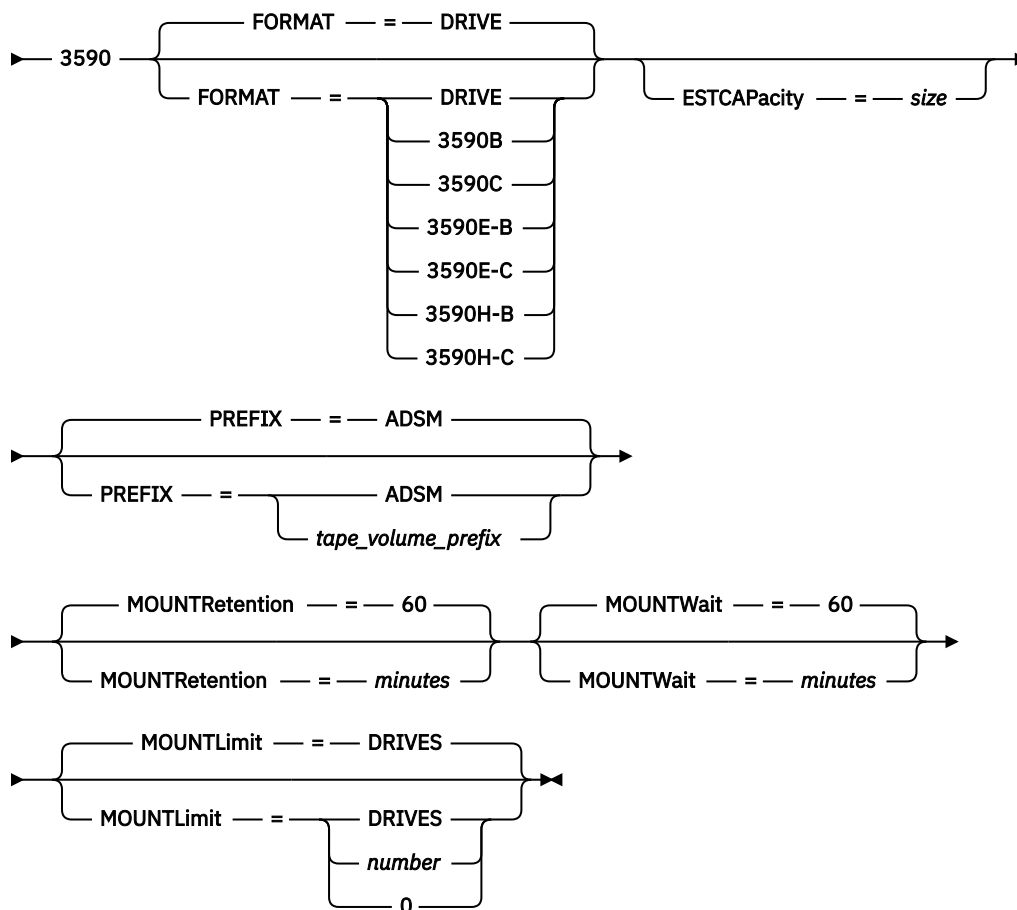 FORMAT = DRIVE
3590
FORMAT = DRIVE ESTCAPacity = size
3590B
3590C
3590E-B
3590E-C
3590H-B
3590H-C
PREFIX = ADSM
PREFIX = ADSM
tape_volume_prefix
MOUNTRetention = 60 MOUNTWait = 60
MOUNTRetention = minutes MOUNTWait = minutes
MOUNTLimit = DRIVES
MOUNTLimit = DRIVES
number
0